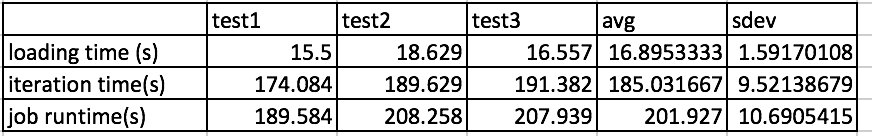 test1 test2 test3 avg sdev
loading time (s) 15.5 18.629 16.557 16.8953333 1.59170108
iteration time(s) 174.084 189.629 191.382 185.031667 9.52138679
job runtime(s) 189.584 208.258 207.939 201.927 10.6905415